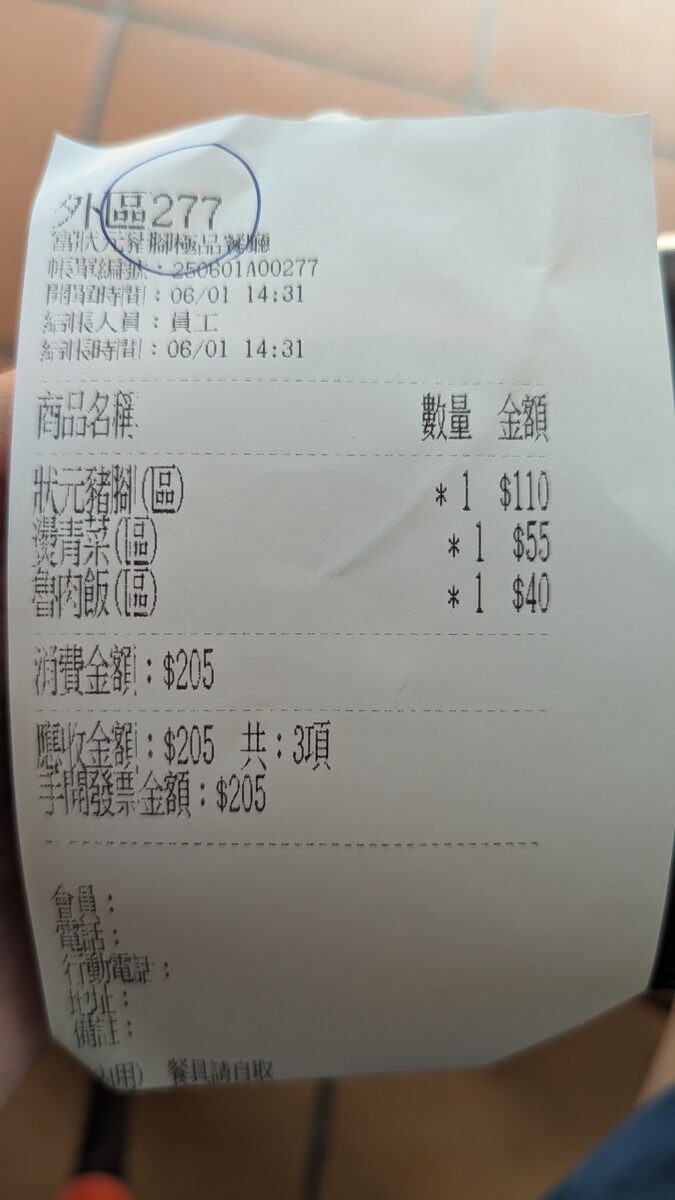 外區277
富狀元豬腳極品餐廳
帳單編號：250601A00277
開單時間：06/01 14:31
結帳人員：員工
結帳時間：06/01 14:31
商品名稱 數量 金額
狀元豬腳(區) * 1 $110
燙青菜(區) * 1 $55
魯肉飯(區) * 1 $40
消費金額：$205
應收金額：$205 共：3項
手開發票金額：$205
會員：
電話：
行動電話：
地址：
備註：
內用) 餐具請自取